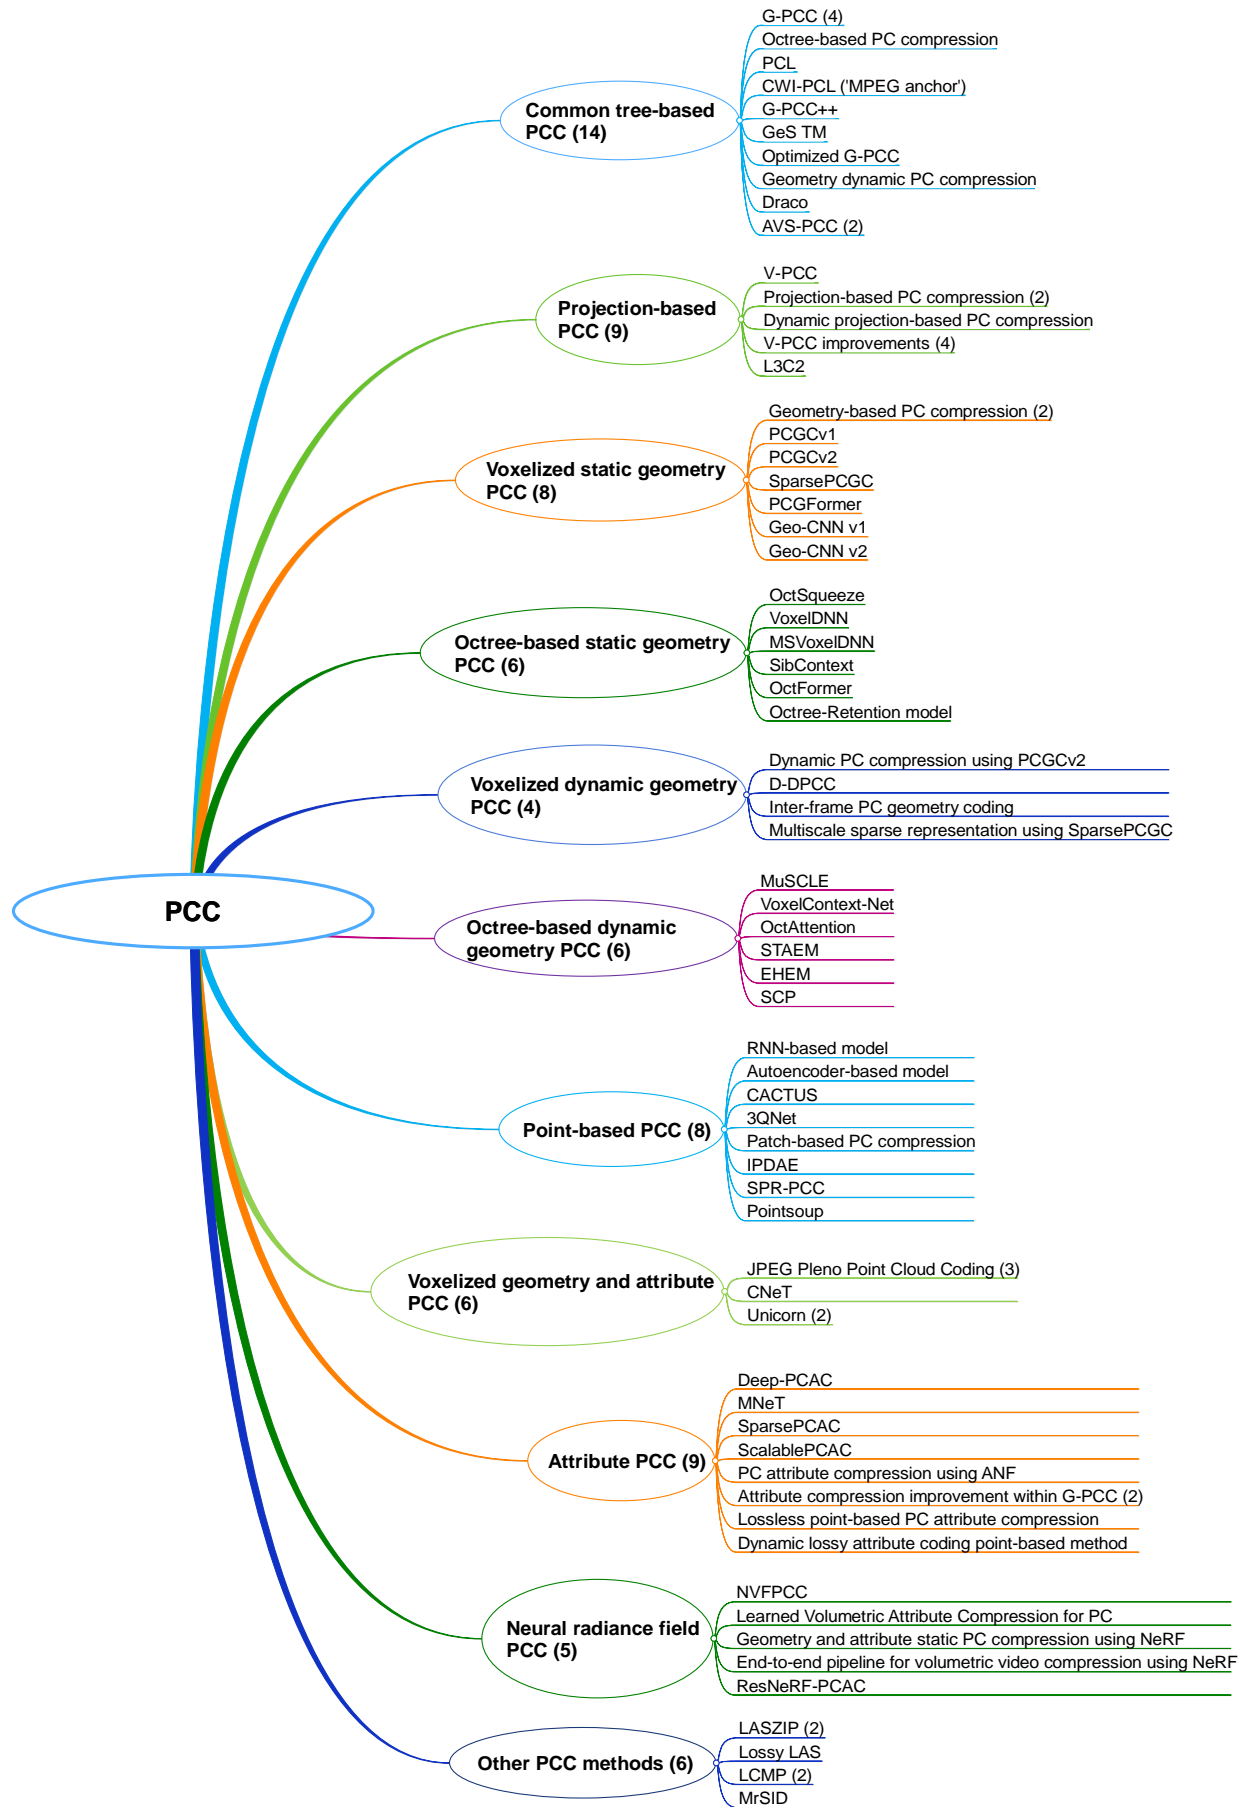 G-PCC (4)
Octree-based PC compression
PCL
CWI-PCL ('MPEG anchor')
Common tree-based
PCC (14)
G-PCC++
GeS TM
Optimized G-PCC
Geometry dynamic PC compression
Draco
AVS-PCC (2)
V-PCC
Projection-based PC compression (2)
Projection-based
PCC (9)
Dynamic projection-based PC compression
V-PCC improvements (4)
L3C2
Geometry-based PC compression (2)
PCGCv1
PCGCv2
Voxelized static geometry
PCC (8)
SparsePCGC
PCGFormer
Geo-CNN v1
Geo-CNN v2
OctSqueeze
VoxelDNN
MSVoxelDNN
Octree-based static geometry
PCC (6)
SibContext
OctFormer
Octree-Retention model
Dynamic PC compression using PCGCv2
D-DPCC
Voxelized dynamic geometry
PCC (4)
Inter-frame PC geometry coding
Multiscale sparse representation using SparsePCGC
PCC
MuSCLE
VoxelContext-Net
OctAttention
Octree-based dynamic
geometry PCC (6)
STAEM
EHEM
SCP
RNN-based model
Autoencoder-based model
CACTUS
3QNet
Point-based PCC (8)
Patch-based PC compression
IPDAE
SPR-PCC
Pointsoup
JPEG Pleno Point Cloud Coding (3)
Voxelized geometry and attribute
PCC (6)
CNeT
Unicorn (2)
Deep-PCAC
MNeT
SparsePCAC
ScalablePCAC
Attribute PCC (9)
PC attribute compression using ANF
Attribute compression improvement within G-PCC (2)
Lossless point-based PC attribute compression
Dynamic lossy attribute coding point-based method
NVFPCC
Learned Volumetric Attribute Compression for PC
Neural radiance field
PCC (5)
Geometry and attribute static PC compression using NeRF
End-to-end pipeline for volumetric video compression using NeRF
ResNeRF-PCAC
LASZIP (2)
Lossy LAS
Other PCC methods (6)
LCMP (2)
MrSID